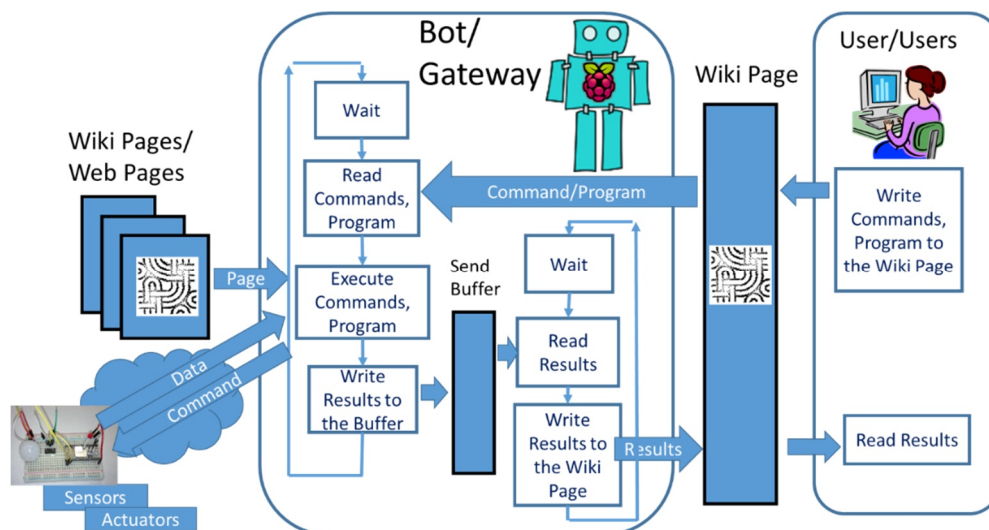 Bot/
Gateway
User/Users
Wiki Page
Wait
Wiki Pages/
Web Pages
Read
Commands,
Program
Command/Program
Write
Commands,
Program to
the Wiki Page
Wait
Page
Execute
Commands,
Program
Send
Buffer
Read
Results
Data
Command
Write
Results to
the Buffer
Write
Results to
the Wiki
Page
Results
Read Results
Sensors
Actuators